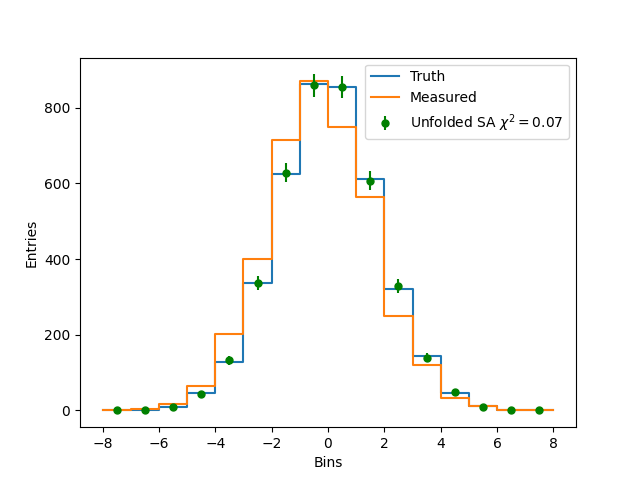 Truth
Measured
Unfolded SA χ² = 0.07
Entries
800
600
400
200
0
−8 −6 −4 −2 0 2 4 6 8
Bins